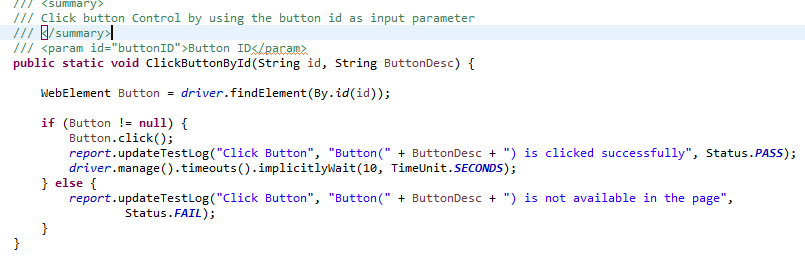 /// <summary>
/// Click button Control by using the button id as input parameter
/// </summary>
/// <param id="buttonID">Button ID</param>
public static void ClickButtonById(String id, String ButtonDesc) {
WebElement Button = driver.findElement(By.id(id));
if (Button != null) {
Button.click();
report.updateTestLog("Click Button", "Button(" + ButtonDesc + ") is clicked successfully", Status.PASS);
driver.manage().timeouts().implicitlyWait(10, TimeUnit.SECONDS);
} else {
report.updateTestLog("Click Button", "Button(" + ButtonDesc + ") is not available in the page",
Status.FAIL);
}
}